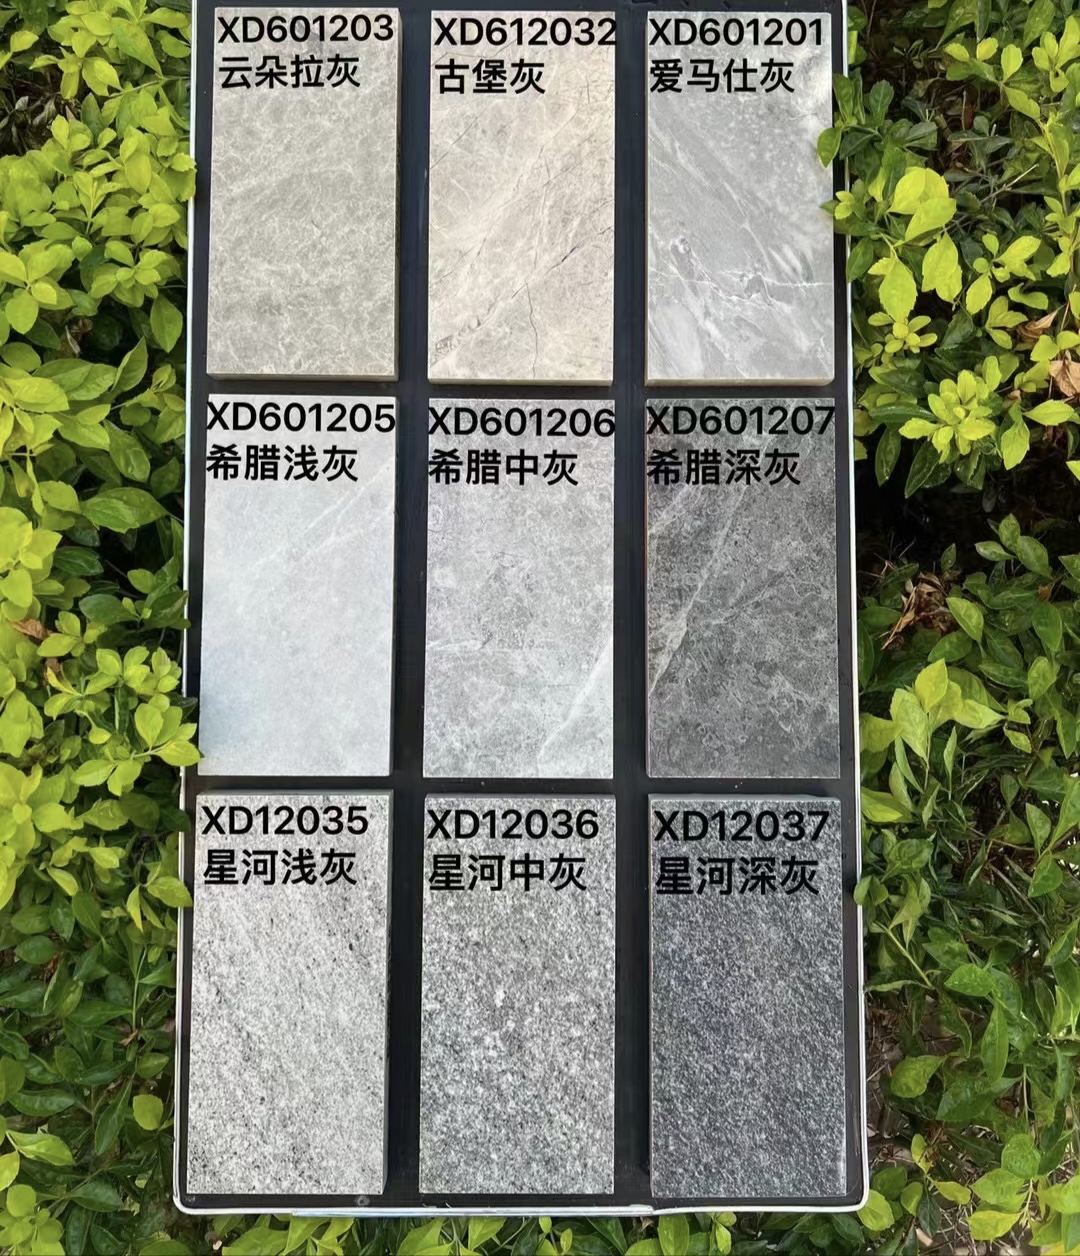 XD601203
云朵拉灰
XD612032
古堡灰
XD601201
爱马仕灰
XD601205
希腊浅灰
XD601206
希腊中灰
XD601207
希腊深灰
XD12035
星河浅灰
XD12036
星河中灰
XD12037
星河深灰